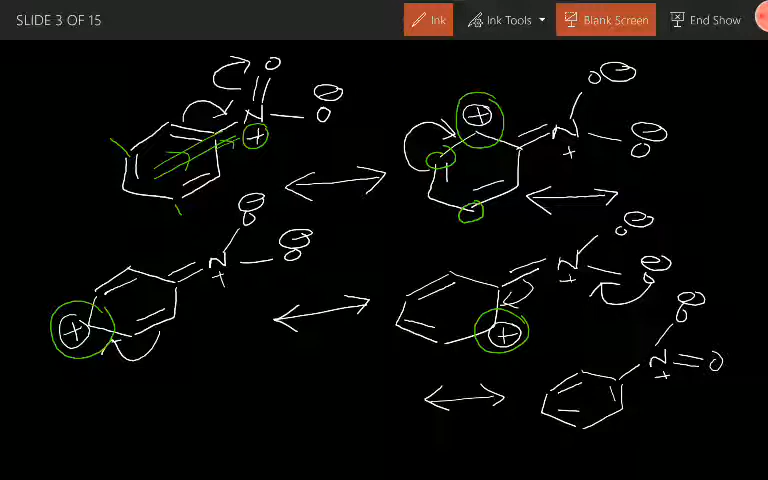 SLIDE 3 OF 15
Ink
Ink Tools
Blank Screen
End Show
O
N
+
O
-
+
N
+
O
-
O
-
N
+
O
-
O
-
+
N
+
O
-
O
-
+
N
+
O
-
O